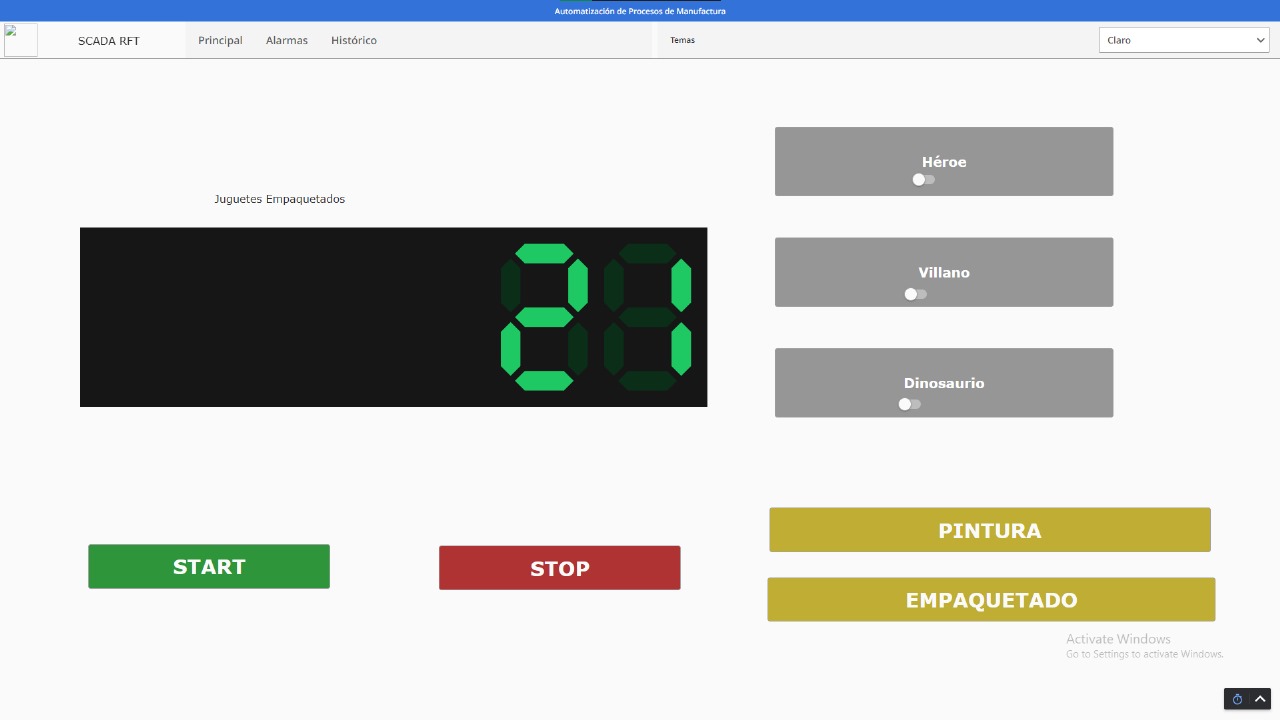 Automatización de Procesos de Manufactura
SCADA RFT
Principal
Alarmas
Histórico
Temas
Claro
Juguetes Empaquetados
21
Héroe
Villano
Dinosaurio
START
STOP
PINTURA
EMPAQUETADO
Activate Windows
Go to Settings to activate Windows.